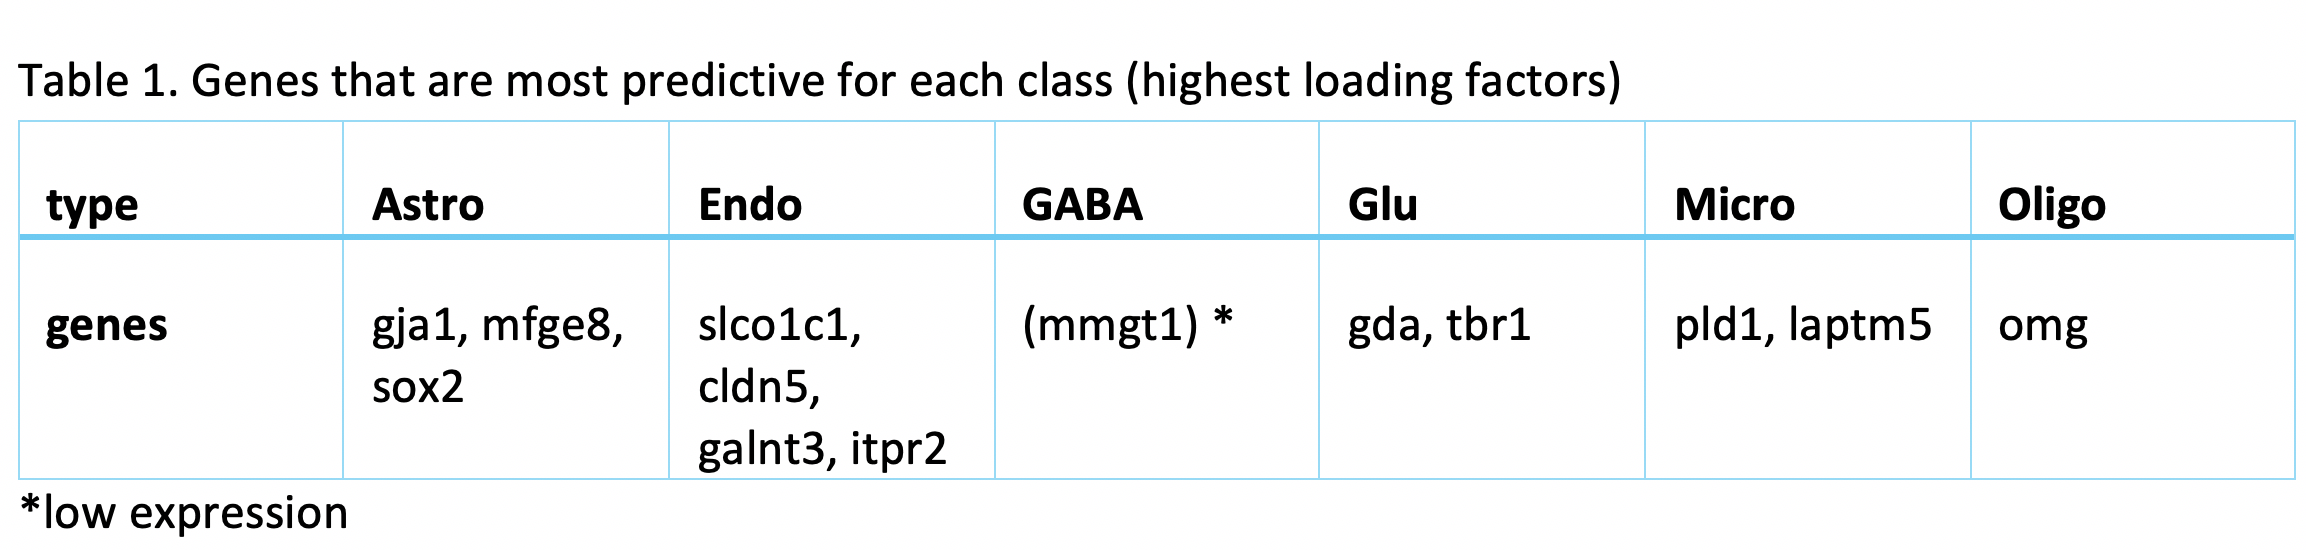 Table 1. Genes that are most predictive for each class (highest loading factors)
type Astro Endo GABA Glu Micro Oligo
genes gja1, mfge8, slco1c1, (mmgt1) * gda, tbr1 pld1, laptm5 omg
sox2 cldn5,
galnt3, itpr2
*low expression